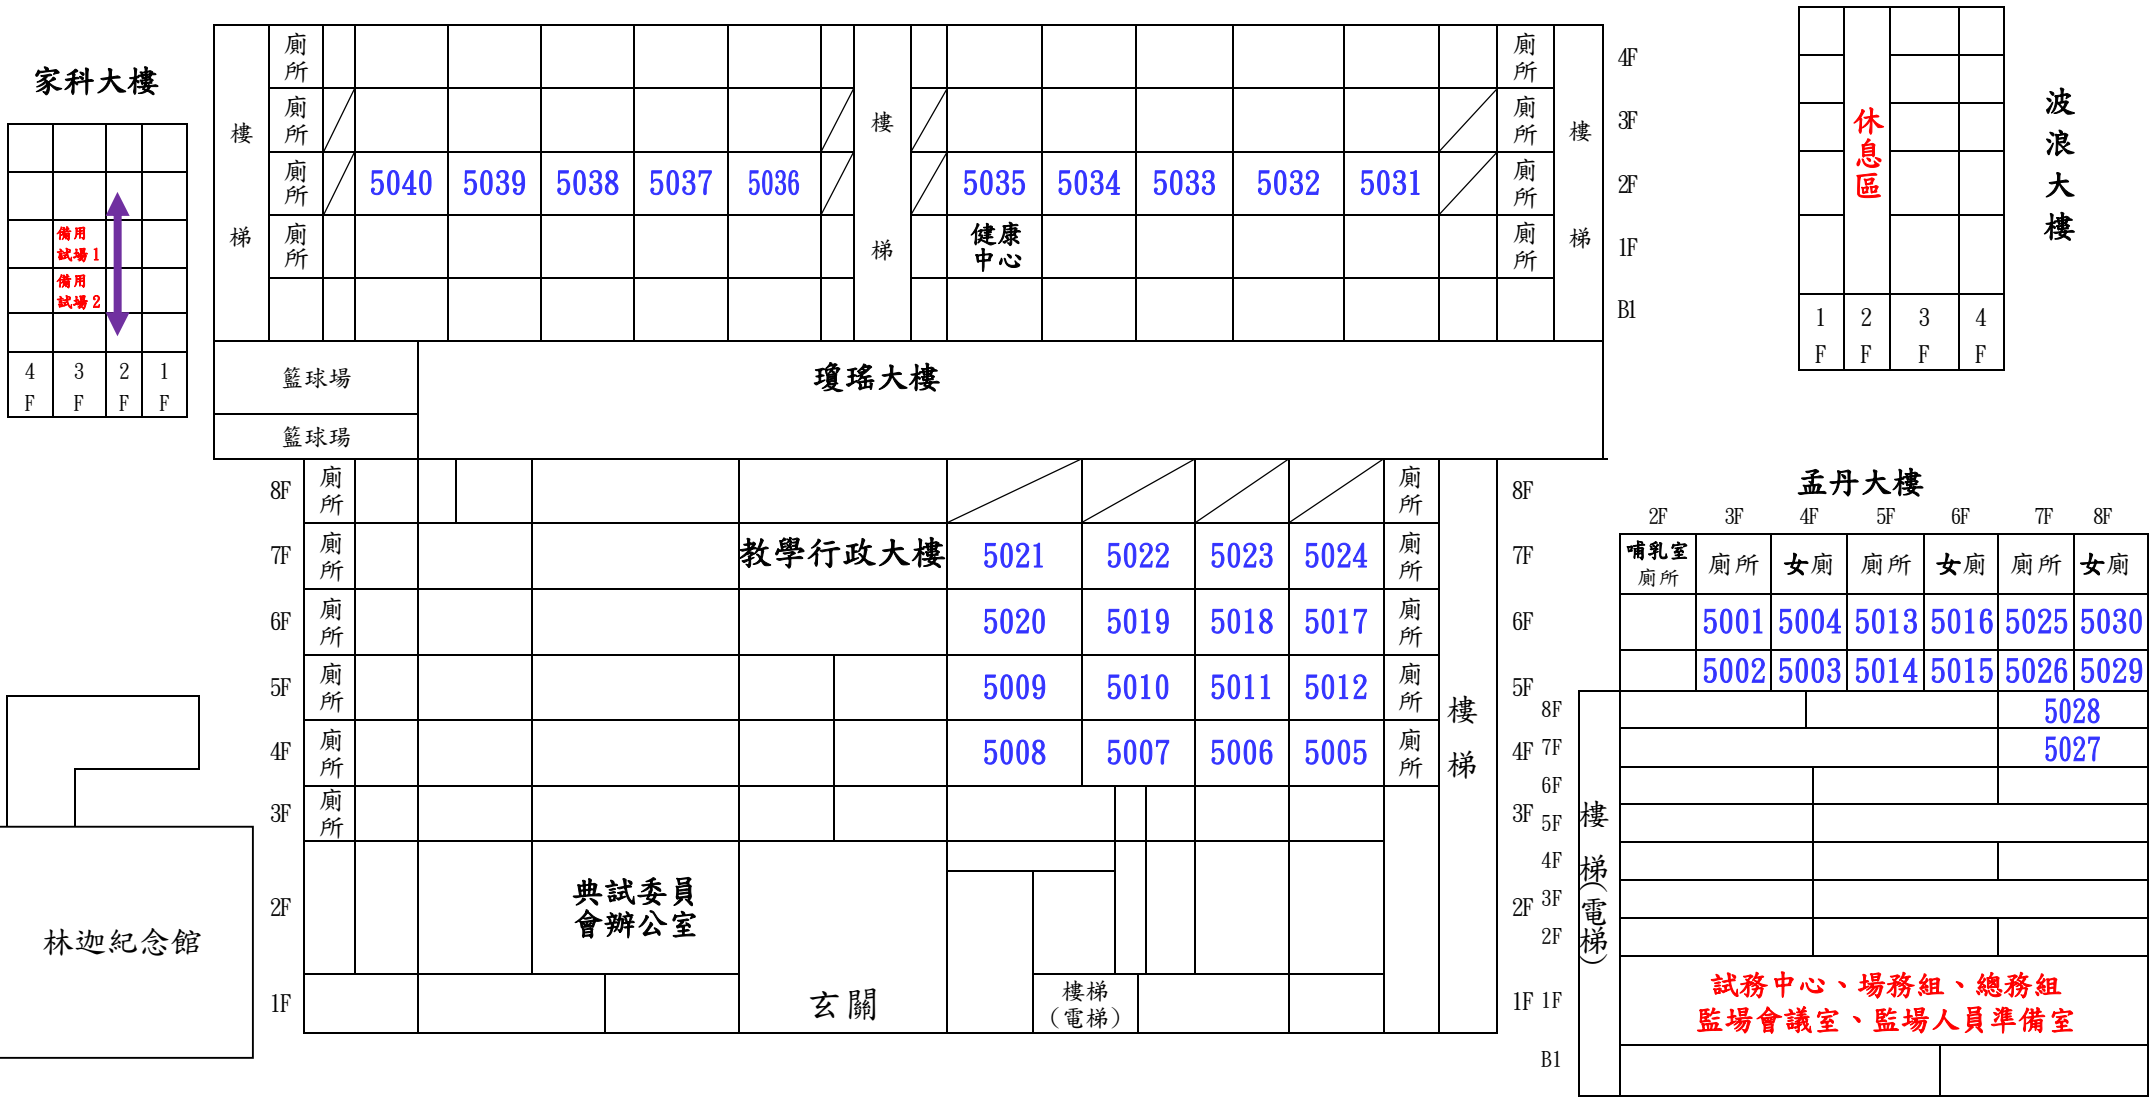 家科大樓
備用
試場1
備用
試場2
4 3 2 1
F F F F
樓 廁所 樓 廁所 樓 4F
廁所 廁所 3F
廁所 5040 5039 5038 5037 5036 5035 5034 5033 5032 5031 廁所 2F
梯 廁所 梯 健康 廁所 梯 1F
中心
B1
籃球場
瓊瑤大樓
籃球場
休息區
波浪大樓
1 2 3 4
F F F F
8F 廁所 廁所 8F
7F 廁所 教學行政大樓 5021 5022 5023 5024 廁所 7F
6F 廁所 5020 5019 5018 5017 廁所 6F
5F 廁所 5009 5010 5011 5012 廁所 5F
4F 廁所 5008 5007 5006 5005 廁所 4F
樓梯
3F 廁所 3F
2F 典試委員 2F
會辦公室
1F 玄關 樓梯 1F
(電梯)
林迦紀念館
孟丹大樓
2F 3F 4F 5F 6F 7F 8F
哺乳室
廁所 廁所 女廁 廁所 女廁 廁所 女廁
5001 5004 5013 5016 5025 5030
5002 5003 5014 5015 5026 5029
8F 5028
7F 5027
6F
5F
4F
3F
2F
樓梯(電梯)
1F 試務中心、場務組、總務組
監場會議室、監場人員準備室
B1